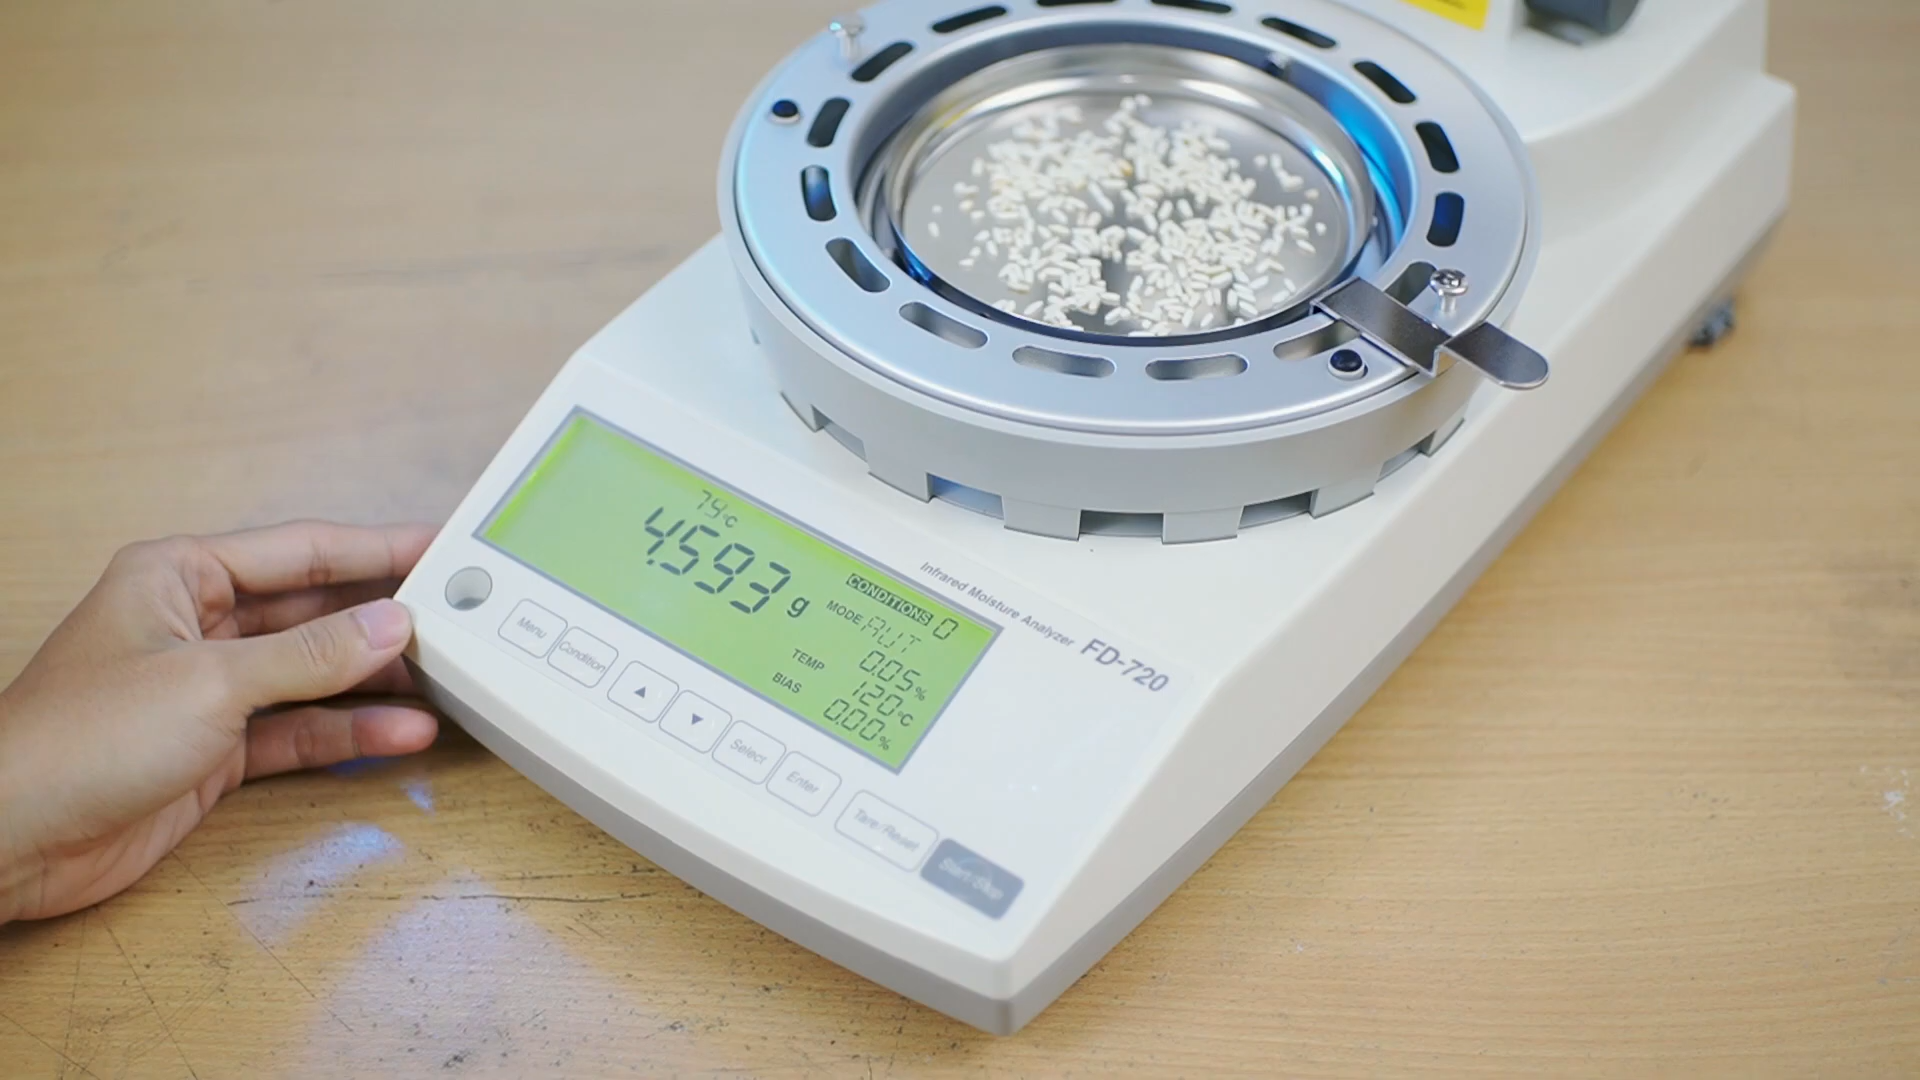 79°C
4.593 g
CONDITIONS 0
MODE AUT
0.05%
TEMP 120°C
BIAS 0.00%
Infrared Moisture Analyzer FD-720
Menu
Condition
▲
▼
Select
Enter
Tare/Reset
Start/Stop